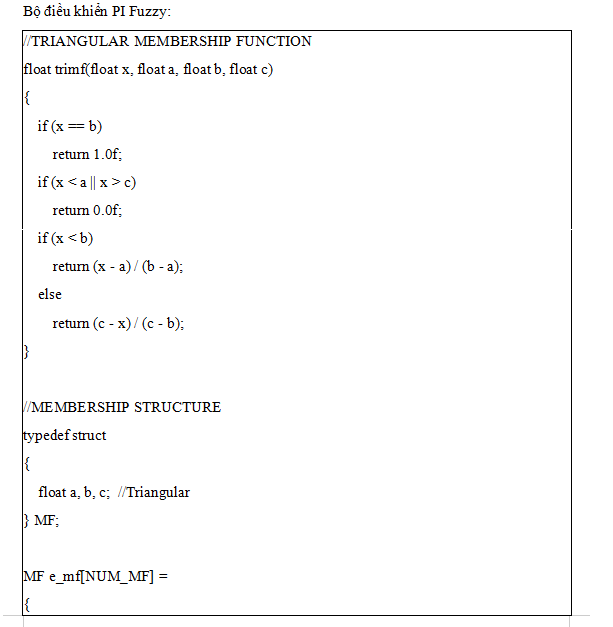 Bộ điều khiển PI Fuzzy:
//TRIANGULAR MEMBERSHIP FUNCTION
float trimf(float x, float a, float b, float c)
{
if (x == b)
return 1.0f;
if (x < a || x > c)
return 0.0f;
if (x < b)
return (x - a) / (b - a);
else
return (c - x) / (c - b);
}
//MEMBERSHIP STRUCTURE
typedef struct
{
float a, b, c; //Triangular
} MF;
MF e_mf[NUM_MF] =
{